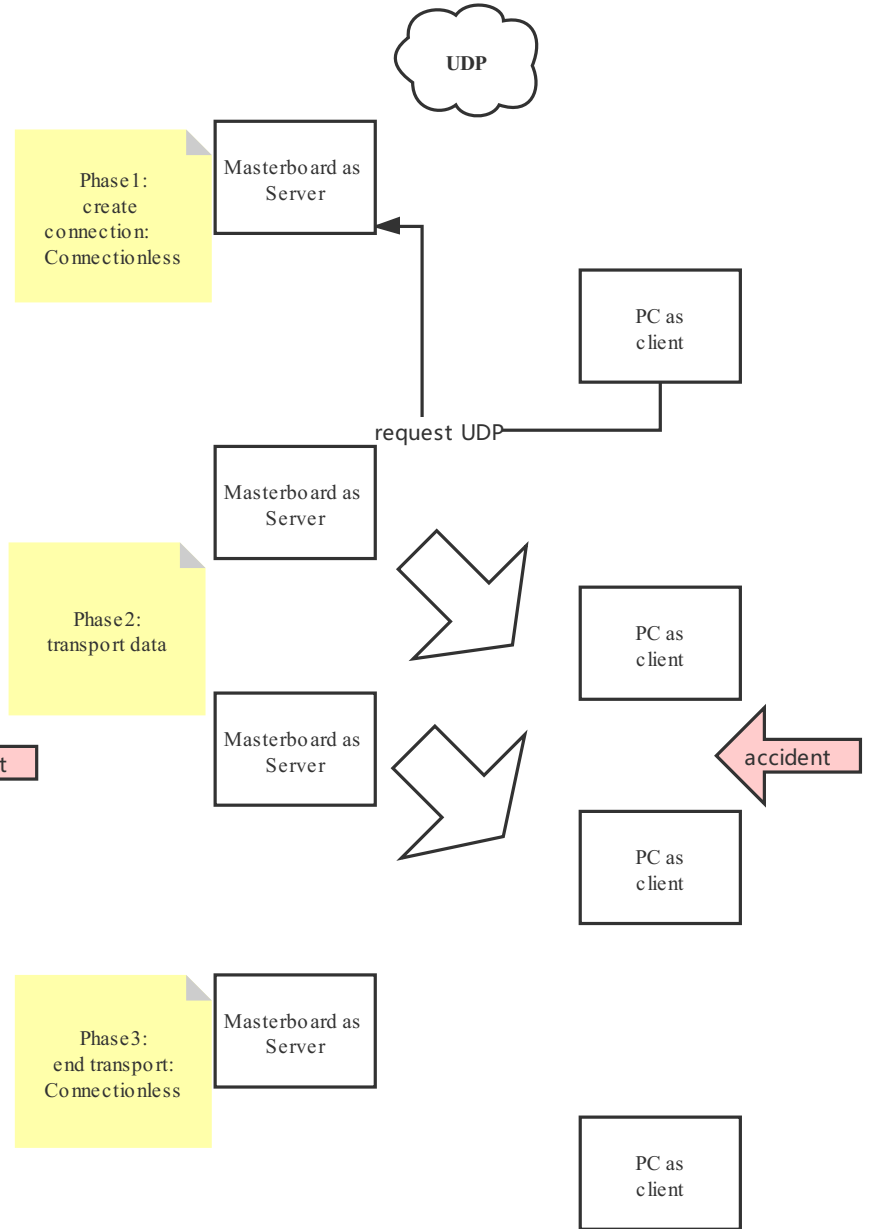 UDP
Phase1:
create
connection:
Connectionless
Masterboard as
Server
PC as
client
request UDP
Masterboard as
Server
Phase2:
transport data
PC as
client
Masterboard as
Server
t
accident
PC as
client
Phase3:
end transport:
Connectionless
Masterboard as
Server
PC as
client